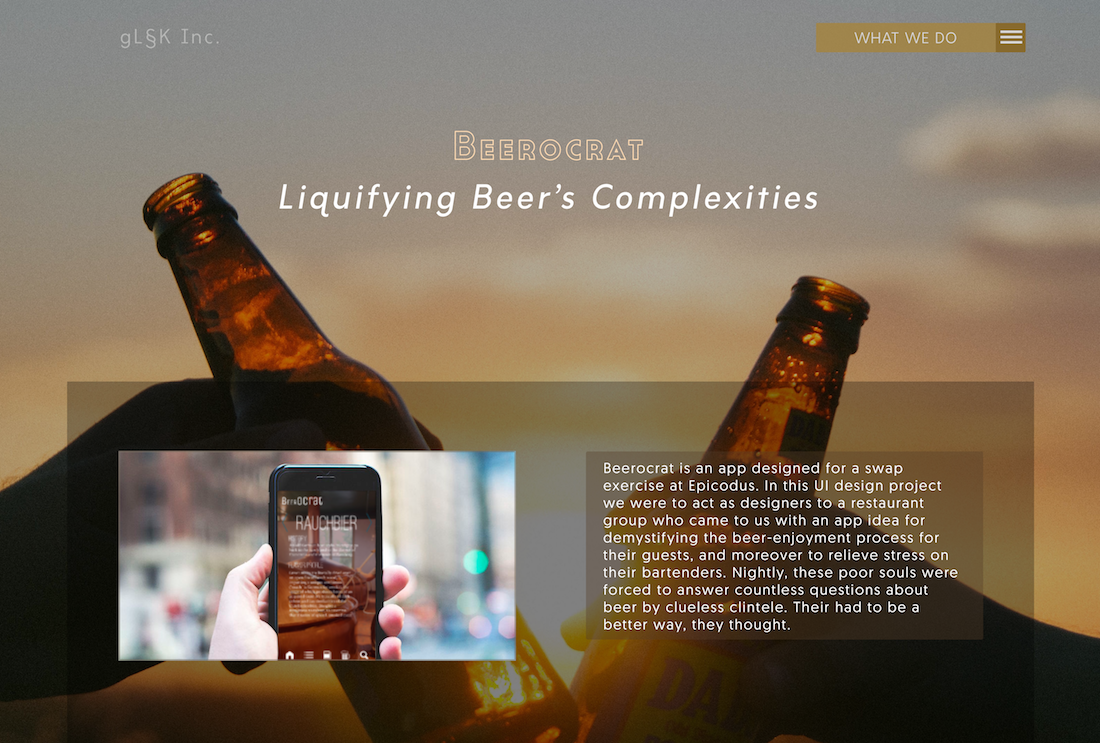 gL§K Inc.
WHAT WE DO
BEEROCRAT
Liquifying Beer's Complexities
Beerocrat is an app designed for a swap
exercise at Epicodus. In this UI design project
we were to act as designers to a restaurant
group who came to us with an app idea for
demystifying the beer-enjoyment process for
their guests, and moreover to relieve stress on
their bartenders. Nightly, these poor souls were
forced to answer countless questions about
beer by clueless clintele. Their had to be a
better way, they thought.
BEEROCRAT
RAUCHBIER
DA